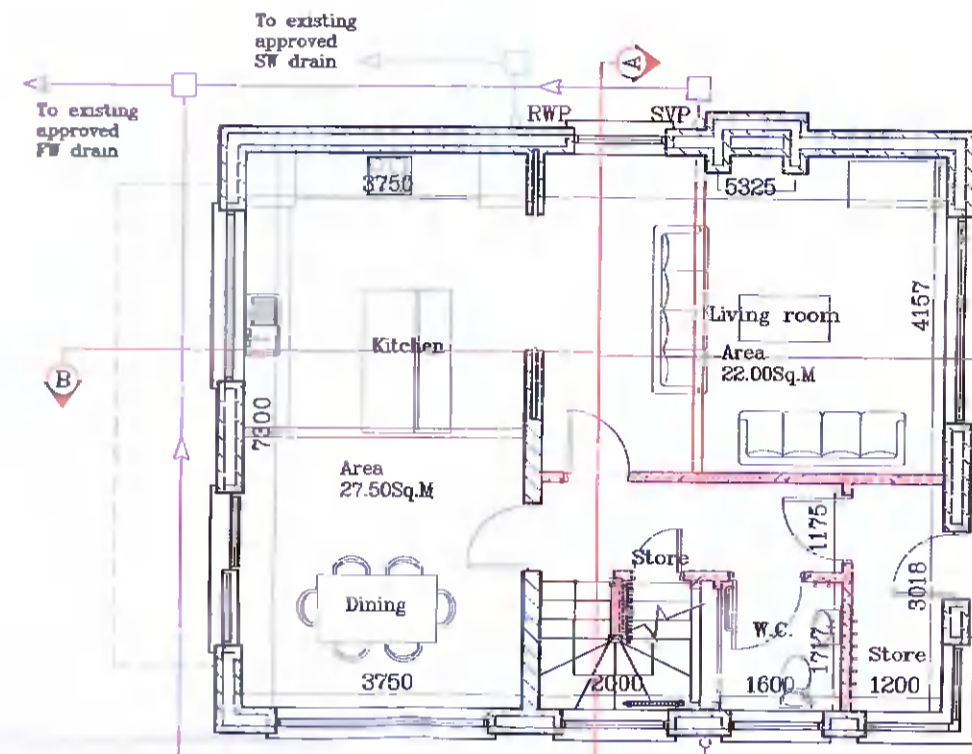 To existing
approved
SW drain
A
To existing
approved
FW drain
RWP
SVP
3750
5325
Living room
4157
Kitchen
Area
22.00Sq.M
B
7300
Area
27.50Sq.M
1175
Store
3018
Dining
W.C.
1717
Store
3750
2000
1600
1200